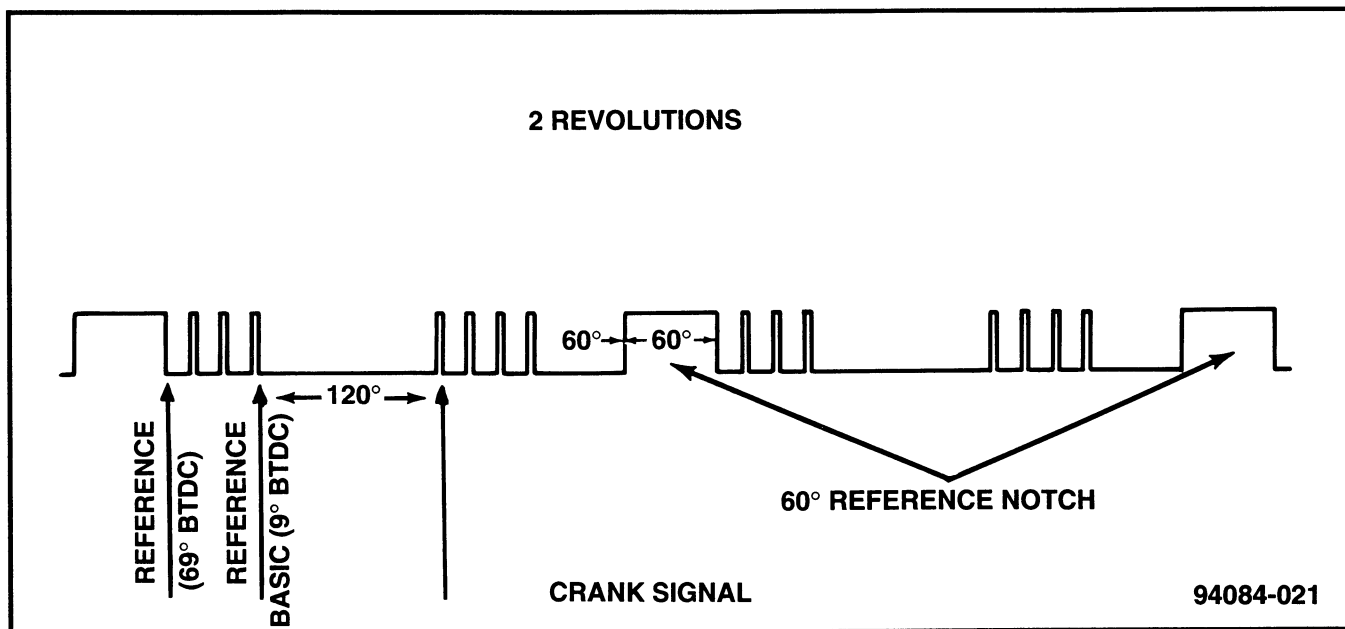 2 REVOLUTIONS
60° 60°
120°
REFERENCE
(69° BTDC)
REFERENCE
BASIC (9° BTDC)
60° REFERENCE NOTCH
CRANK SIGNAL
94084-021